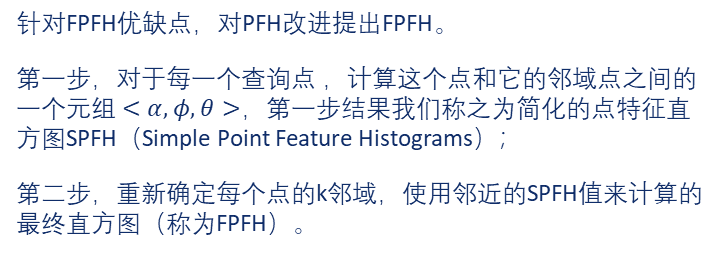 针对FPFH优缺点，对PFH改进提出FPFH。
第一步，对于每一个查询点 ，计算这个点和它的邻域点之间的
一个元组 < α, ϕ, θ >，第一步结果我们称之为简化的点特征直
方图SPFH（Simple Point Feature Histograms）；
第二步，重新确定每个点的k邻域，使用邻近的SPFH值来计算的
最终直方图（称为FPFH）。